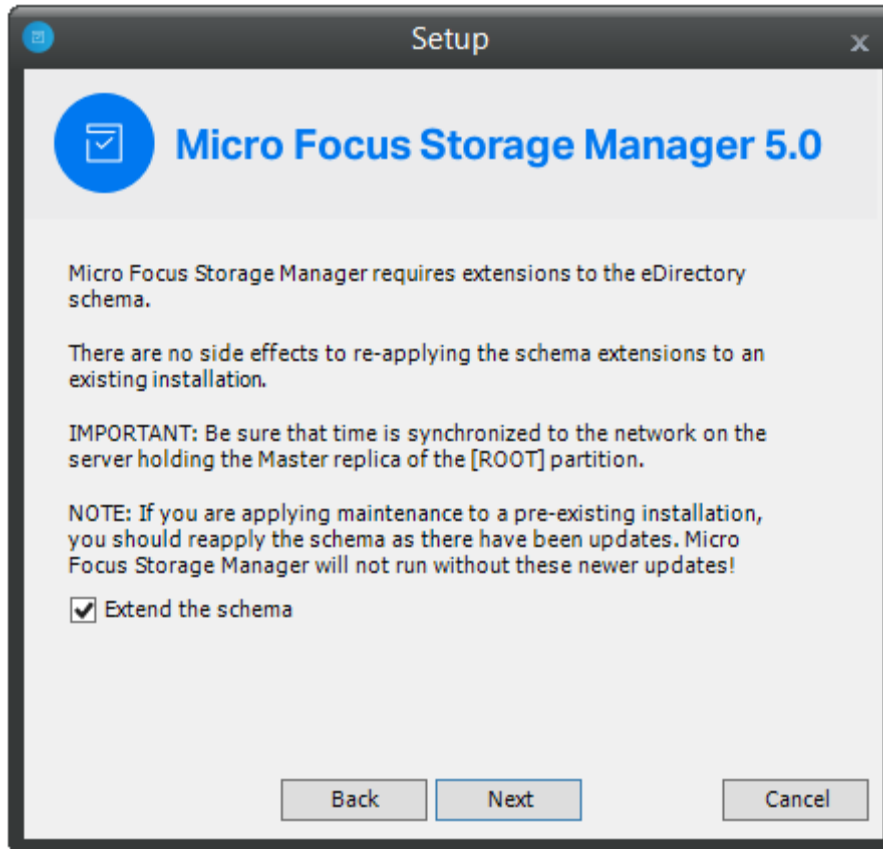 Setup
x
Micro Focus Storage Manager 5.0
Micro Focus Storage Manager requires extensions to the eDirectory
schema.
There are no side effects to re-applying the schema extensions to an
existing installation.
IMPORTANT: Be sure that time is synchronized to the network on the
server holding the Master replica of the [ROOT] partition.
NOTE: If you are applying maintenance to a pre-existing installation,
you should reapply the schema as there have been updates. Micro
Focus Storage Manager will not run without these newer updates!
Extend the schema
Back Next Cancel